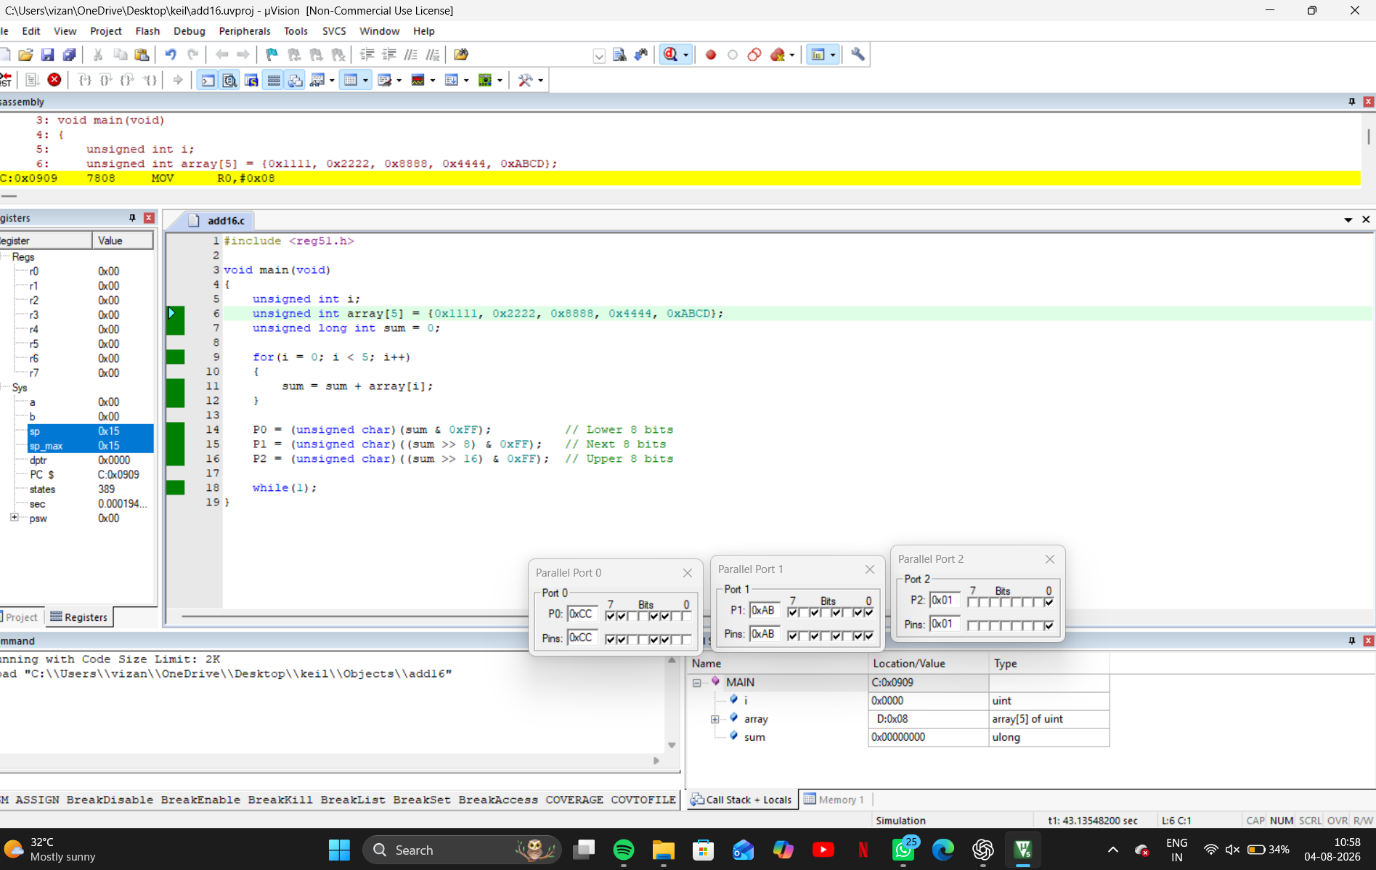 C:\Users\vizan\OneDrive\Desktop\keil\add16.uvproj - µVision [Non-Commercial Use License]
le Edit View Project Flash Debug Peripherals Tools SVCS Window Help
sassembly
3: void main(void)
4: {
5: unsigned int i;
6: unsigned int array[5] = {0x1111, 0x2222, 0x8888, 0x4444, 0xABCD};
C:0x0909 7808 MOV R0,#0x08
gisters
egister Value
Regs
r0 0x00
r1 0x00
r2 0x00
r3 0x00
r4 0x00
r5 0x00
r6 0x00
r7 0x00
Sys
a 0x00
b 0x00
sp 0x15
sp_max 0x15
dptr 0x0000
PC $ C:0x0909
states 389
sec 0.000194...
psw 0x00
Project Registers
add16.c
1 #include <reg51.h>
2
3 void main(void)
4 {
5 unsigned int i;
6 unsigned int array[5] = {0x1111, 0x2222, 0x8888, 0x4444, 0xABCD};
7 unsigned long int sum = 0;
8
9 for(i = 0; i < 5; i++)
10 {
11 sum = sum + array[i];
12 }
13
14 P0 = (unsigned char)(sum & 0xFF); // Lower 8 bits
15 P1 = (unsigned char)((sum >> 8) & 0xFF); // Next 8 bits
16 P2 = (unsigned char)((sum >> 16) & 0xFF); // Upper 8 bits
17
18 while(1);
19 }
Parallel Port 0
Port 0
7 Bits 0
P0: 0xCC
Pins: 0xCC
Parallel Port 1
Port 1
7 Bits 0
P1: 0xAB
Pins: 0xAB
Parallel Port 2
Port 2
7 Bits 0
P2: 0x01
Pins: 0x01
ommand
unning with Code Size Limit: 2K
oad "C:\\Users\\vizan\\OneDrive\\Desktop\\keil\\Objects\\add16"
SM ASSIGN BreakDisable BreakEnable BreakKill BreakList BreakSet BreakAccess COVERAGE COVTOFILE
Name Location/Value Type
MAIN C:0x0909
i 0x0000 uint
array D:0x08 array[5] of uint
sum 0x00000000 ulong
Call Stack + Locals Memory 1
Simulation t1: 43.13548200 sec L:6 C:1 CAP NUM SCRL OVR R/W
32°C
Mostly sunny
Search
25
ENG
IN
34%
10:58
04-08-2026